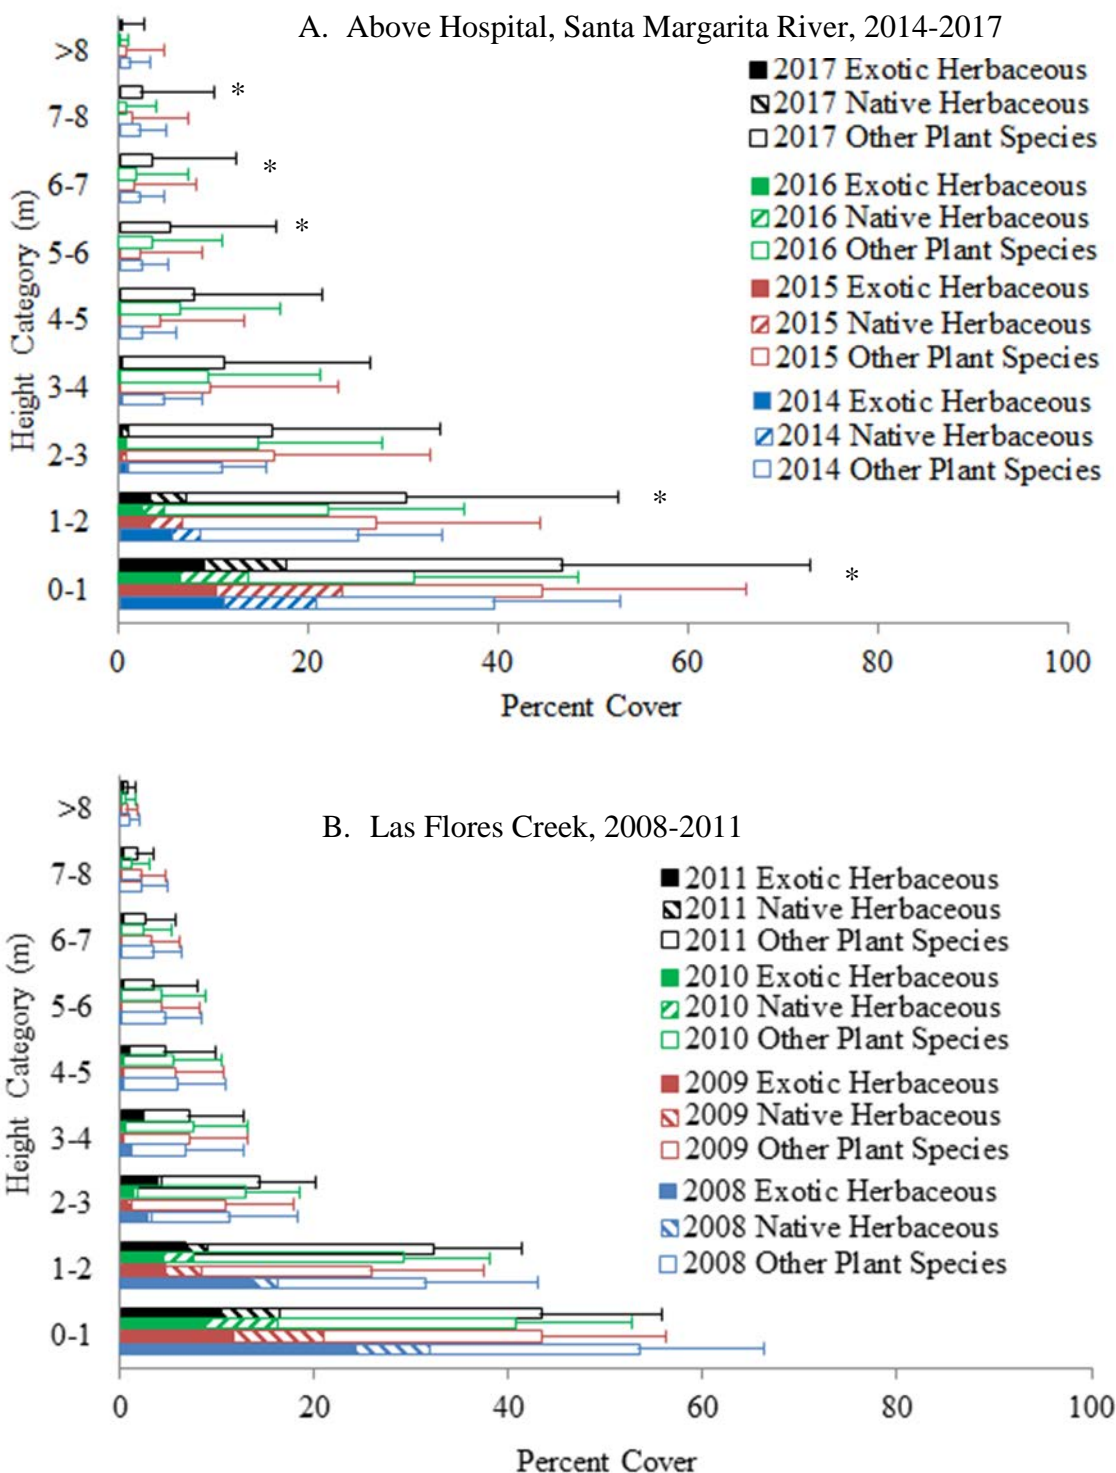 A. Above Hospital, Santa Margarita River, 2014-2017
>8
7-8
6-7
5-6
4-5
3-4
2-3
1-2
0-1
*
*
*
*
*
Height Category (m)
2017 Exotic Herbaceous
2017 Native Herbaceous
2017 Other Plant Species
2016 Exotic Herbaceous
2016 Native Herbaceous
2016 Other Plant Species
2015 Exotic Herbaceous
2015 Native Herbaceous
2015 Other Plant Species
2014 Exotic Herbaceous
2014 Native Herbaceous
2014 Other Plant Species
0 20 40 60 80 100
Percent Cover
B. Las Flores Creek, 2008-2011
>8
7-8
6-7
5-6
4-5
3-4
2-3
1-2
0-1
Height Category (m)
2011 Exotic Herbaceous
2011 Native Herbaceous
2011 Other Plant Species
2010 Exotic Herbaceous
2010 Native Herbaceous
2010 Other Plant Species
2009 Exotic Herbaceous
2009 Native Herbaceous
2009 Other Plant Species
2008 Exotic Herbaceous
2008 Native Herbaceous
2008 Other Plant Species
0 20 40 60 80 100
Percent Cover